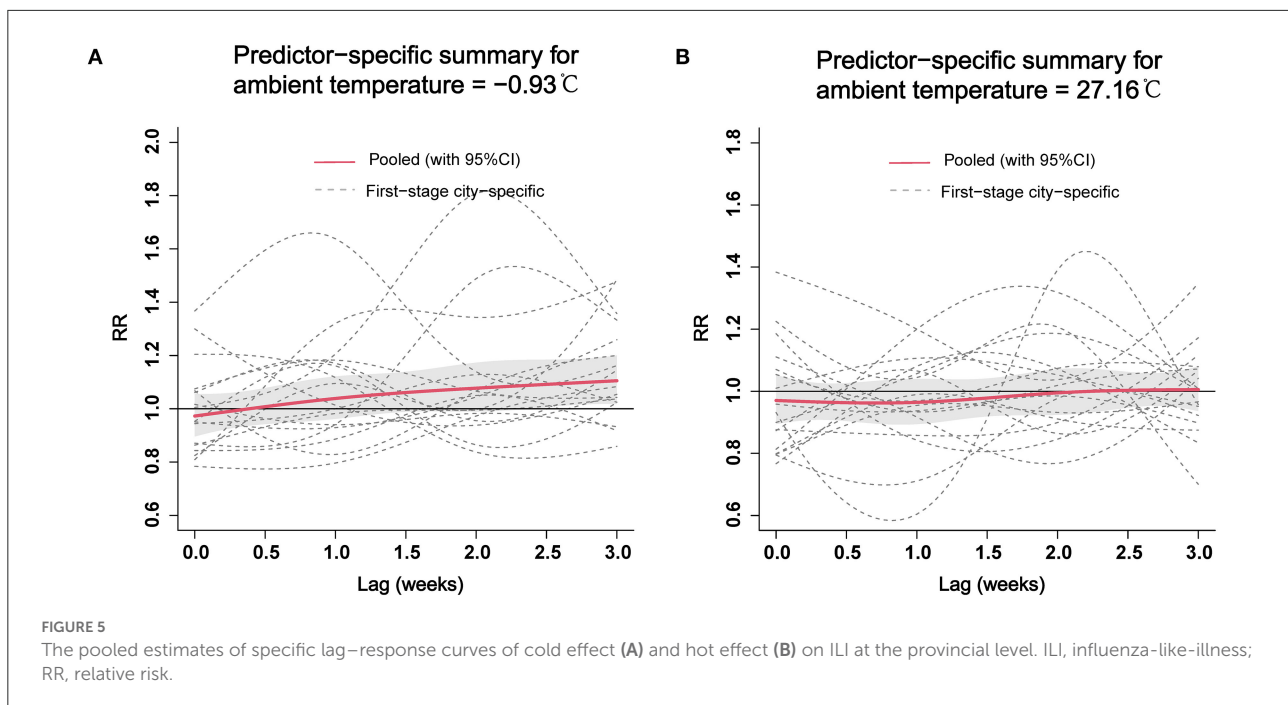 A
Predictor−specific summary for
ambient temperature = −0.93℃
Pooled (with 95%CI)
First−stage city−specific
RR
2.0
1.8
1.6
1.4
1.2
1.0
0.8
0.6
0.0 0.5 1.0 1.5 2.0 2.5 3.0
Lag (weeks)
B
Predictor−specific summary for
ambient temperature = 27.16℃
Pooled (with 95%CI)
First−stage city−specific
RR
1.8
1.6
1.4
1.2
1.0
0.8
0.6
0.0 0.5 1.0 1.5 2.0 2.5 3.0
Lag (weeks)
FIGURE 5
The pooled estimates of specific lag–response curves of cold effect (A) and hot effect (B) on ILI at the provincial level. ILI, influenza-like-illness;
RR, relative risk.